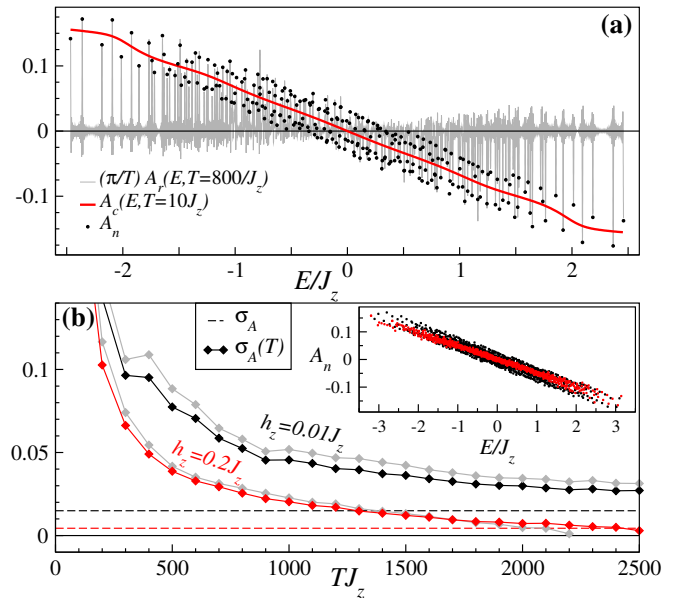 (a)
0.1
0
-0.1
(π/T) A_r(E,T=800/J_z)
A_c(E,T=10J_z)
A_n
-2 -1 0 1 2
E/J_z
(b)
σ_A
σ_A(T)
0.1
0.05
0
h_z=0.01J_z
h_z=0.2J_z
A_n
0.1
0
-0.1
-3 -2 -1 0 1 2 3
E/J_z
0 500 1000 1500 2000 2500
TJ_z